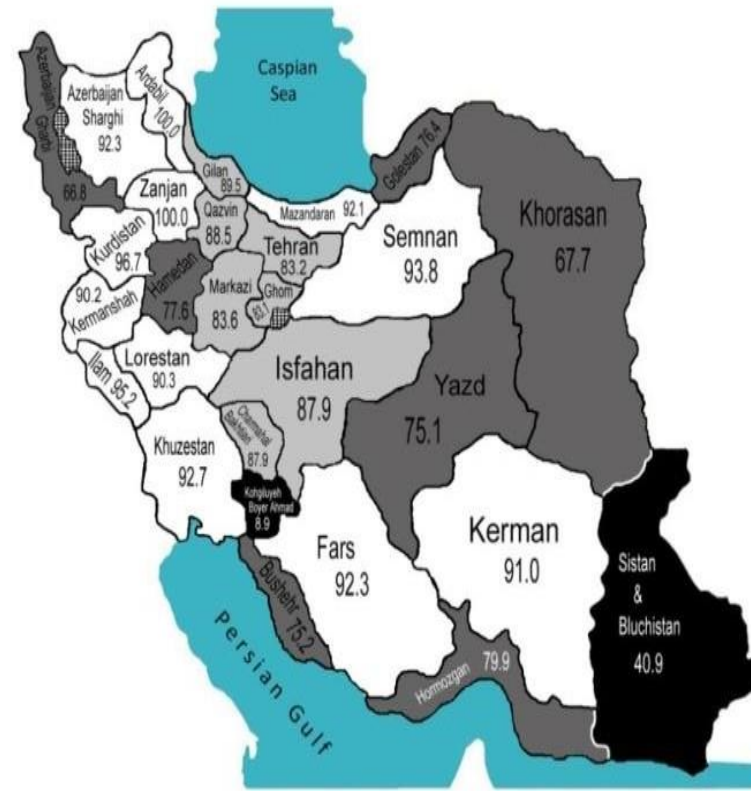 Caspian
Sea
Azerbaijan Gharbi
66.8
Azerbaijan
Sharghi
92.3
Ardabil
100.0
Gilan
89.5
Golestan 76.4
Zanjan
100.0
Qazvin
88.5
Mazandaran 92.1
Semnan
93.8
Khorasan
67.7
Kurdistan
96.7
Hamedan
77.6
Tehran
83.2
Markazi
83.6
Ghom
83.1
90.2
Kermanshah
Ilam 95.2
Lorestan
90.3
Isfahan
87.9
Yazd
75.1
Khuzestan
92.7
87.9
Kohgiluyeh
Boyer Ahmad
8.9
Fars
92.3
Kerman
91.0
Sistan
&
Bluchistan
40.9
Bushehr
75.2
Hormozgan 79.9
Persian Gulf